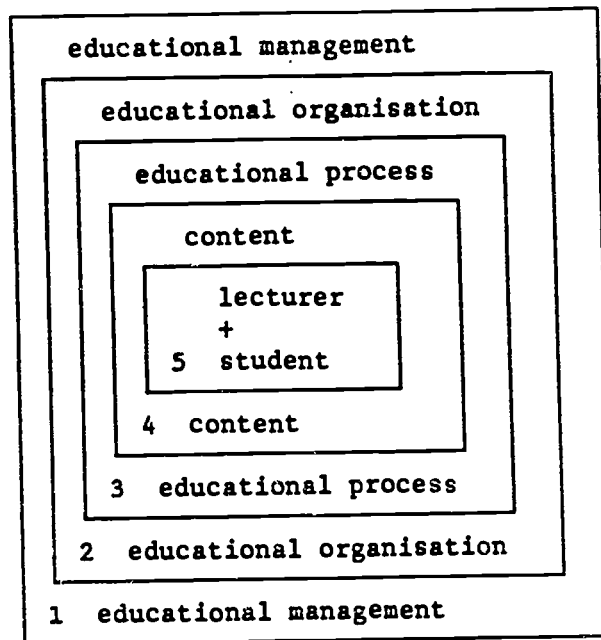 educational management
educational organisation
educational process
content
lecturer
+
5 student
4 content
3 educational process
2 educational organisation
1 educational management